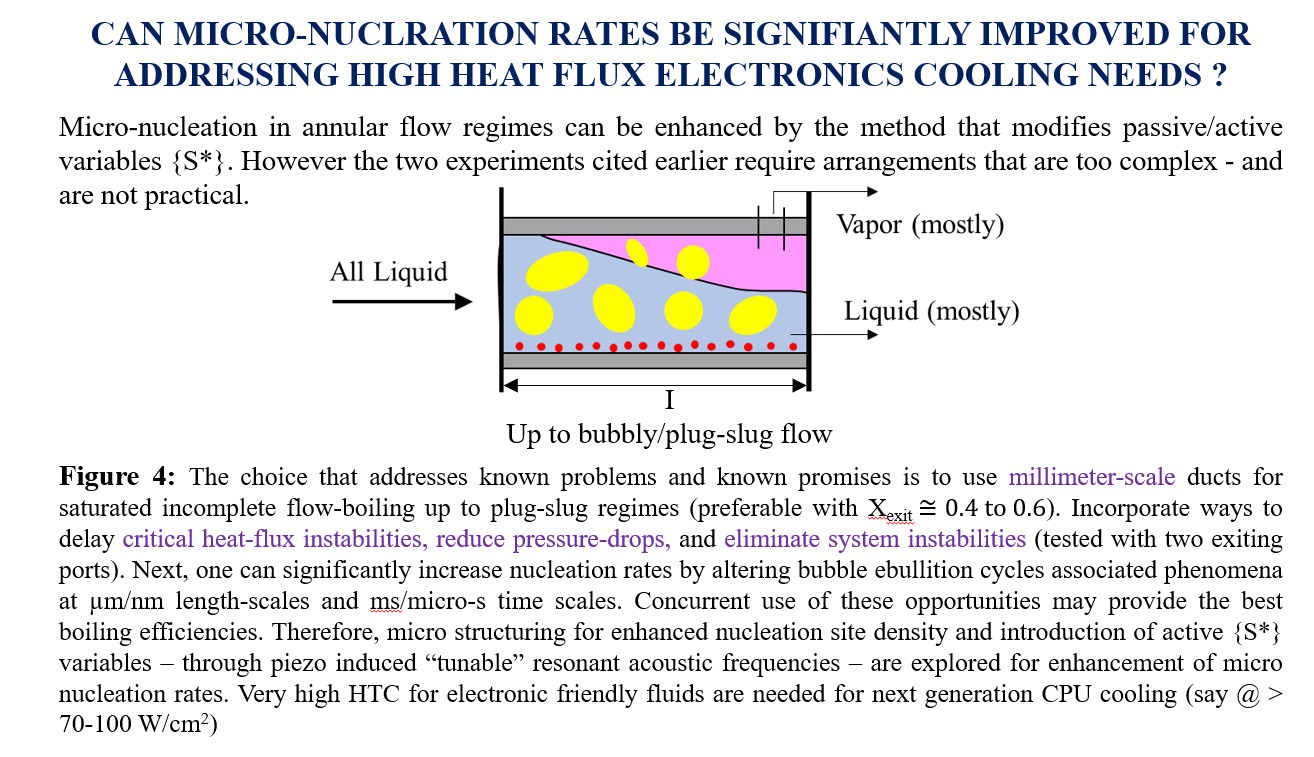 CAN MICRO-NUCLRATION RATES BE SIGNIFIANTLY IMPROVED FOR
ADDRESSING HIGH HEAT FLUX ELECTRONICS COOLING NEEDS ?
Micro-nucleation in annular flow regimes can be enhanced by the method that modifies passive/active
variables {S*}. However the two experiments cited earlier require arrangements that are too complex - and
are not practical.
Vapor (mostly)
All Liquid
Liquid (mostly)
I
Up to bubbly/plug-slug flow
Figure 4: The choice that addresses known problems and known promises is to use millimeter-scale ducts for
saturated incomplete flow-boiling up to plug-slug regimes (preferable with Xexit ≅ 0.4 to 0.6). Incorporate ways to
delay critical heat-flux instabilities, reduce pressure-drops, and eliminate system instabilities (tested with two exiting
ports). Next, one can significantly increase nucleation rates by altering bubble ebullition cycles associated phenomena
at µm/nm length-scales and ms/micro-s time scales. Concurrent use of these opportunities may provide the best
boiling efficiencies. Therefore, micro structuring for enhanced nucleation site density and introduction of active {S*}
variables – through piezo induced “tunable” resonant acoustic frequencies – are explored for enhancement of micro
nucleation rates. Very high HTC for electronic friendly fluids are needed for next generation CPU cooling (say @ >
70-100 W/cm²)